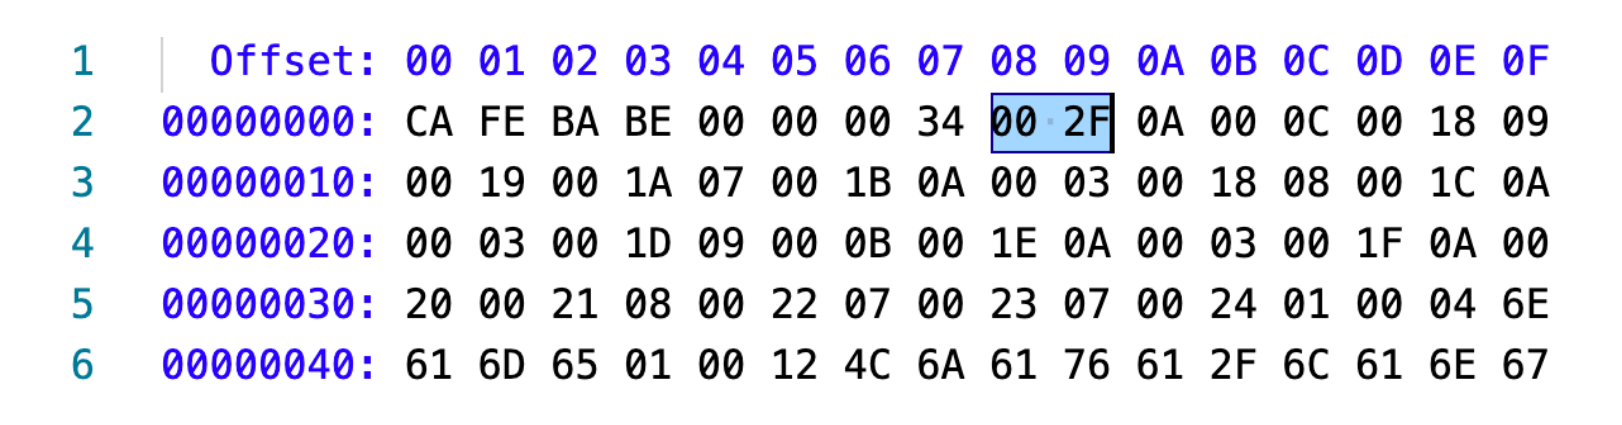 1 Offset: 00 01 02 03 04 05 06 07 08 09 0A 0B 0C 0D 0E 0F
2 00000000: CA FE BA BE 00 00 00 34 00 2F 0A 00 0C 00 18 09
3 00000010: 00 19 00 1A 07 00 1B 0A 00 03 00 18 08 00 1C 0A
4 00000020: 00 03 00 1D 09 00 0B 00 1E 0A 00 03 00 1F 0A 00
5 00000030: 20 00 21 08 00 22 07 00 23 07 00 24 01 00 04 6E
6 00000040: 61 6D 65 01 00 12 4C 6A 61 76 61 2F 6C 61 6E 67